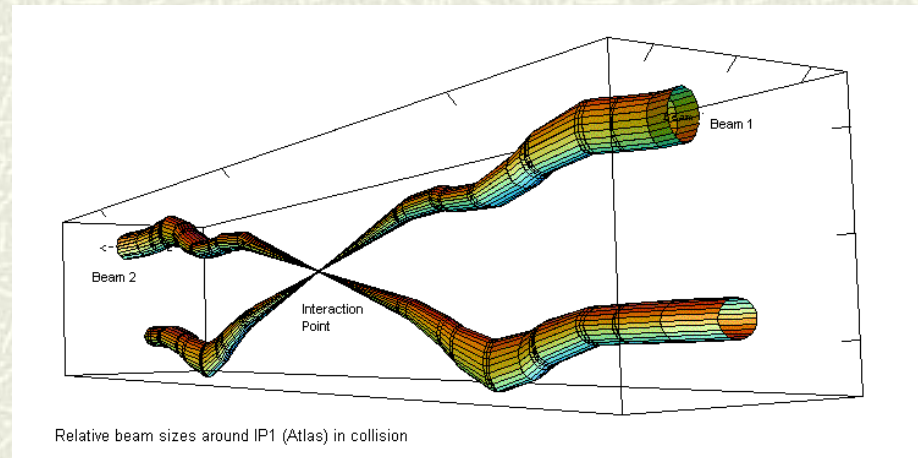 Beam 1
Beam 2
Interaction
Point
Relative beam sizes around IP1 (Atlas) in collision